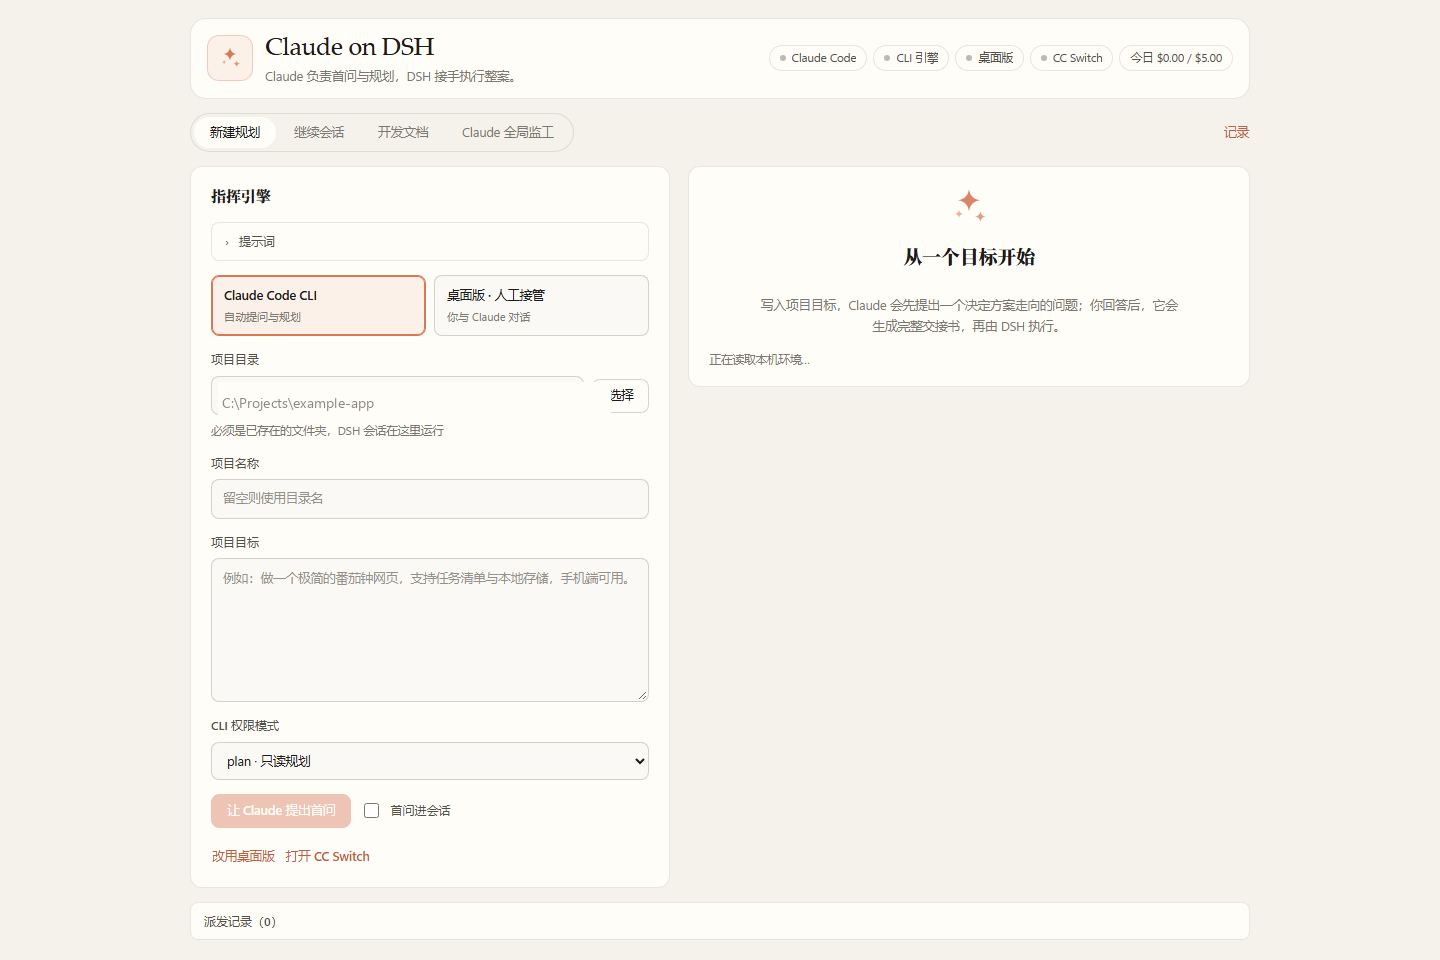 Claude on DSH
Claude 负责首问与规划，DSH 接手执行整案。
Claude Code
CLI 引擎
桌面版
CC Switch
今日 $0.00 / $5.00
新建规划
继续会话
开发文档
Claude 全局监工
记录
指挥引擎
› 提示词
Claude Code CLI
自动提问与规划
桌面版 · 人工接管
你与 Claude 对话
项目目录
C:\Projects\example-app
选择
必须是已存在的文件夹，DSH 会话在这里运行
项目名称
留空则使用目录名
项目目标
例如：做一个极简的番茄钟网页，支持任务清单与本地存储，手机端可用。
CLI 权限模式
plan · 只读规划
让 Claude 提出首问
首问进会话
改用桌面版
打开 CC Switch
从一个目标开始
写入项目目标，Claude 会先提出一个决定方案走向的问题；你回答后，它会
生成完整交接书，再由 DSH 执行。
正在读取本机环境…
派发记录（0）